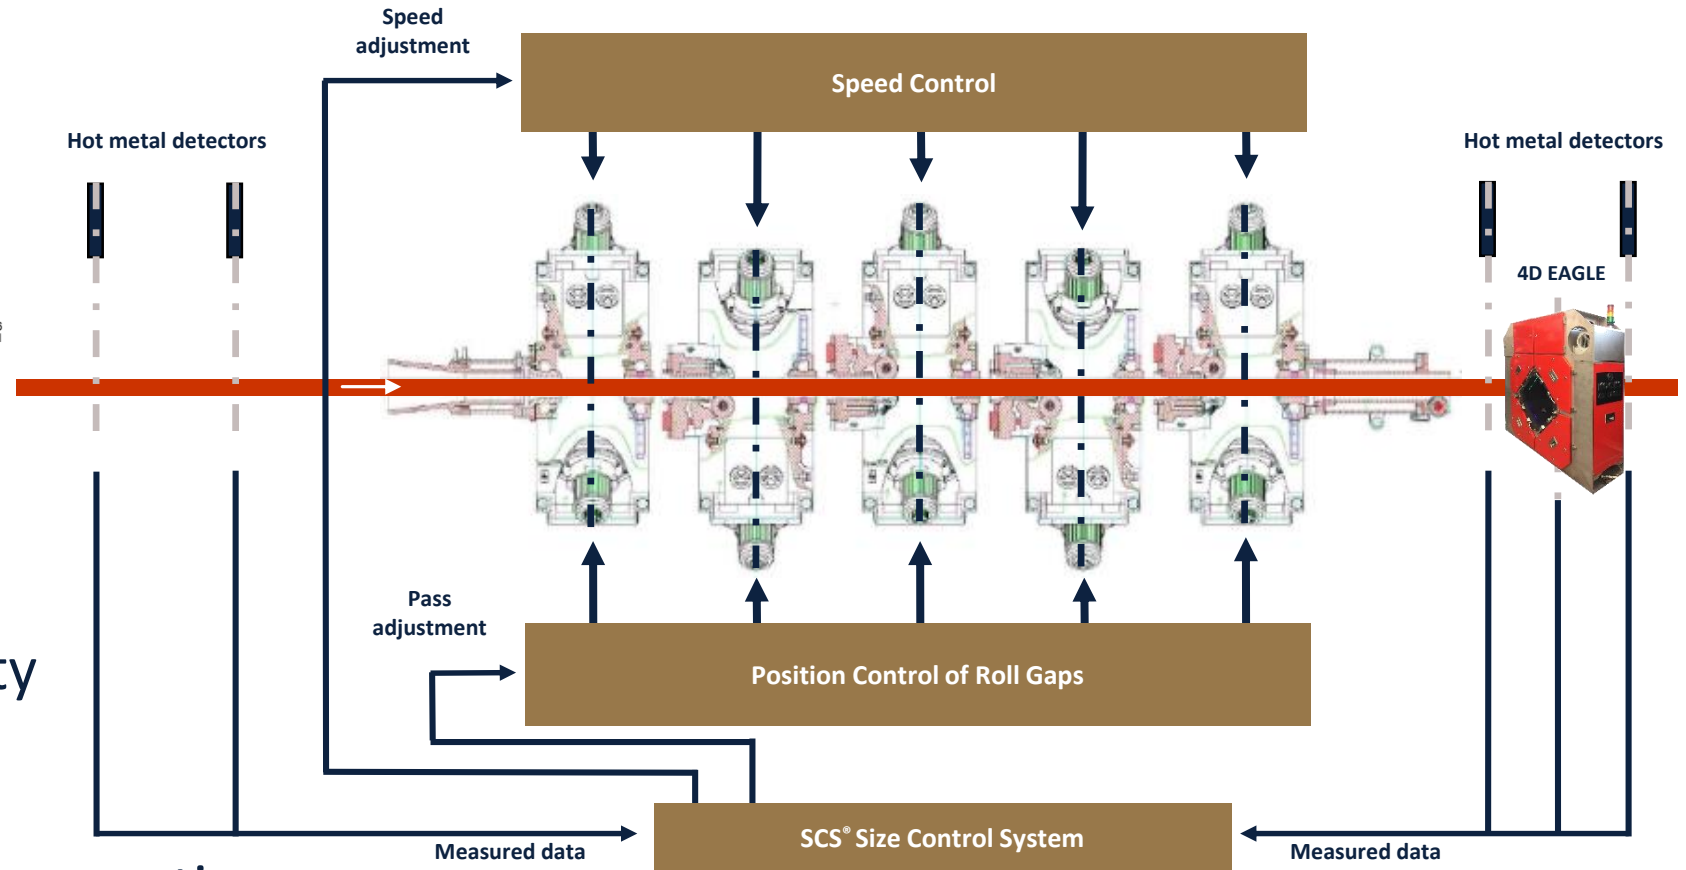 Speed
adjustment
Speed Control
Hot metal detectors
Hot metal detectors
4D EAGLE
Pass
adjustment
Position Control of Roll Gaps
ty
SCS® Size Control System
Measured data
Measured data